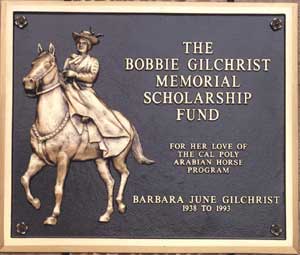 THE
BOBBIE GILCHRIST
MEMORIAL
SCHOLARSHIP
FUND
FOR HER LOVE OF
THE CAL POLY
ARABIAN HORSE
PROGRAM
BARBARA JUNE GILCHRIST
1938 TO 1993